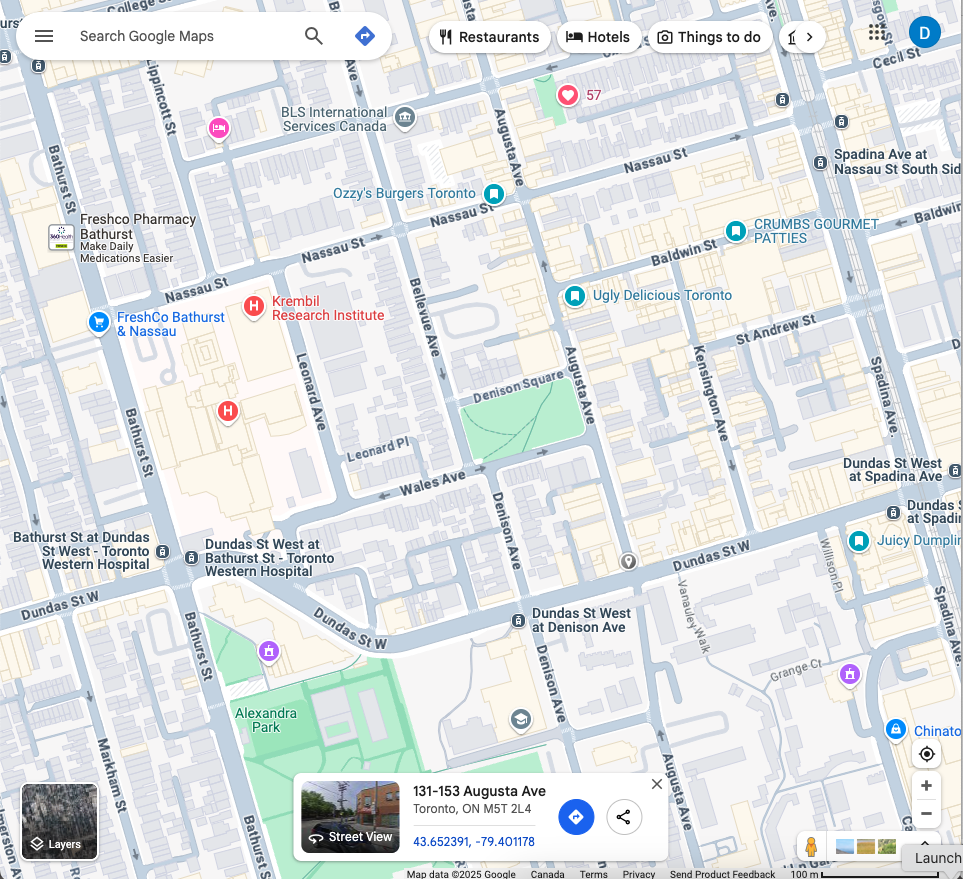 Search Google Maps
Restaurants
Hotels
Things to do
D
College St
Cecil St
Lippincott St
Bathurst St
57
BLS International
Services Canada
Augusta Ave
Nassau St
Spadina Ave at
Nassau St South Sid
Ozzy's Burgers Toronto
Nassau St
Baldwin
Freshco Pharmacy
Bathurst
Make Daily
Medications Easier
CRUMBS GOURMET
PATTIES
Nassau St
Baldwin St
Nassau St
Bellevue Ave
Ugly Delicious Toronto
H
Krembil
Research Institute
FreshCo Bathurst
& Nassau
St Andrew St
Leonard Ave
Augusta Ave
Kensington Ave
Spadina Ave.
Denison Square
H
Bathurst St
Leonard Pl
Wales Ave
Dundas St West
at Spadina Ave
Denison Ave
Dundas S
at Spadin
Bathurst St at Dundas
St West - Toronto
Western Hospital
Dundas St West at
Bathurst St - Toronto
Western Hospital
Dundas St W
Juicy Dumplin
Willison Pl
Dundas St W
Dundas St W
Dundas St West
at Denison Ave
Vanauley Walk
Spadina Ave.
Bathurst St
Denison Ave
Grange Ct
Alexandra
Park
Chinato
Markham St
Augusta Ave
Bathurst St
131-153 Augusta Ave
Toronto, ON M5T 2L4
43.652391, -79.401178
Street View
Layers
Launch
Map data ©2025 Google
Canada
Terms
Privacy
Send Product Feedback
100 m